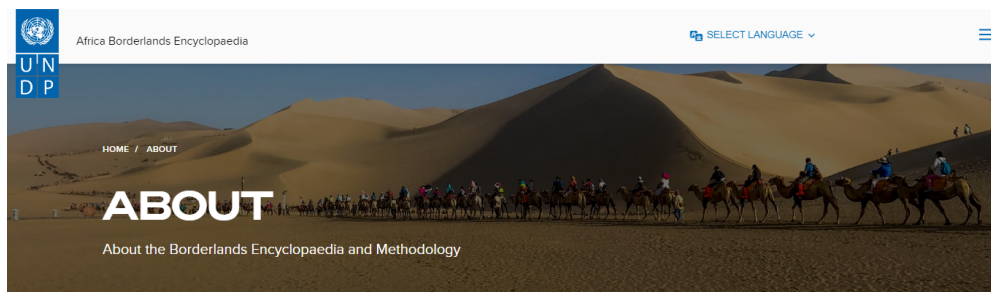 Africa Borderlands Encyclopaedia
SELECT LANGUAGE
U N
D P
HOME / ABOUT
ABOUT
About the Borderlands Encyclopaedia and Methodology